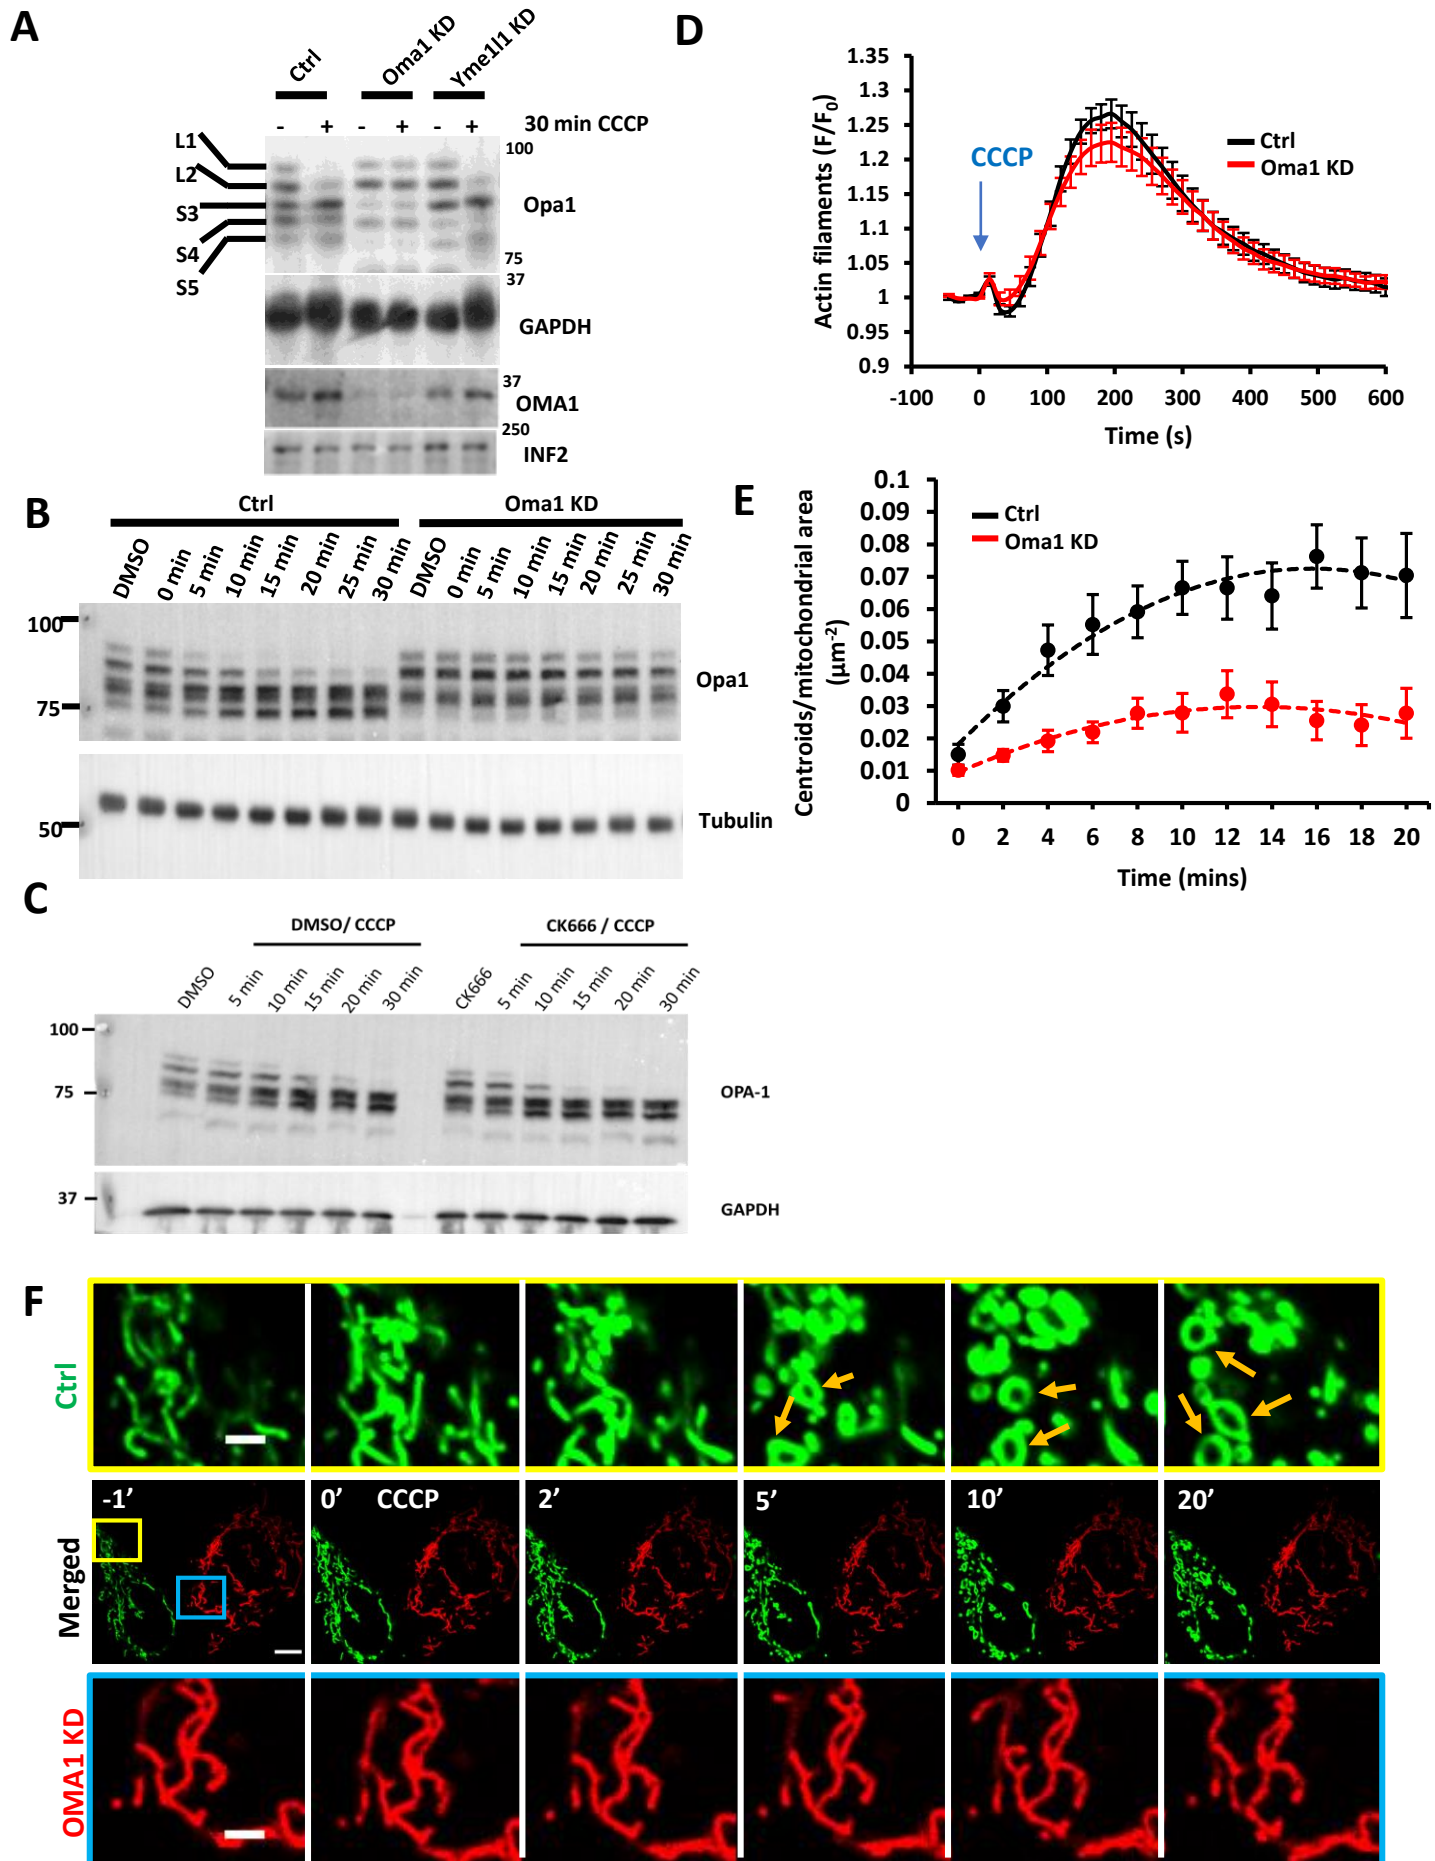 A
Ctrl
Oma1 KD
Yme1l1 KD
- + - + - + 30 min CCCP
100
L1
L2
S3
S4
S5
Opa1
75
37
GAPDH
37
OMA1
250
INF2
B
Ctrl
Oma1 KD
DMSO 0 min 5 min 10 min 15 min 20 min 25 min 30 min DMSO 0 min 5 min 10 min 15 min 20 min 25 min 30 min
100
75
Opa1
50
Tubulin
C
DMSO/ CCCP
CK666 / CCCP
DMSO 5 min 10 min 15 min 20 min 30 min CK666 5 min 10 min 15 min 20 min 30 min
100
75
OPA-1
37
GAPDH
D
Actin filaments (F/F0)
1.35
1.3
1.25
1.2
1.15
1.1
1.05
1
0.95
0.9
CCCP
Ctrl
Oma1 KD
-100 0 100 200 300 400 500 600
Time (s)
E
Centroids/mitochondrial area
(µm-2)
0.1
0.09
0.08
0.07
0.06
0.05
0.04
0.03
0.02
0.01
0
Ctrl
Oma1 KD
0 2 4 6 8 10 12 14 16 18 20
Time (mins)
F
Ctrl
Merged
-1’ 0’ CCCP 2’ 5’ 10’ 20’
OMA1 KD